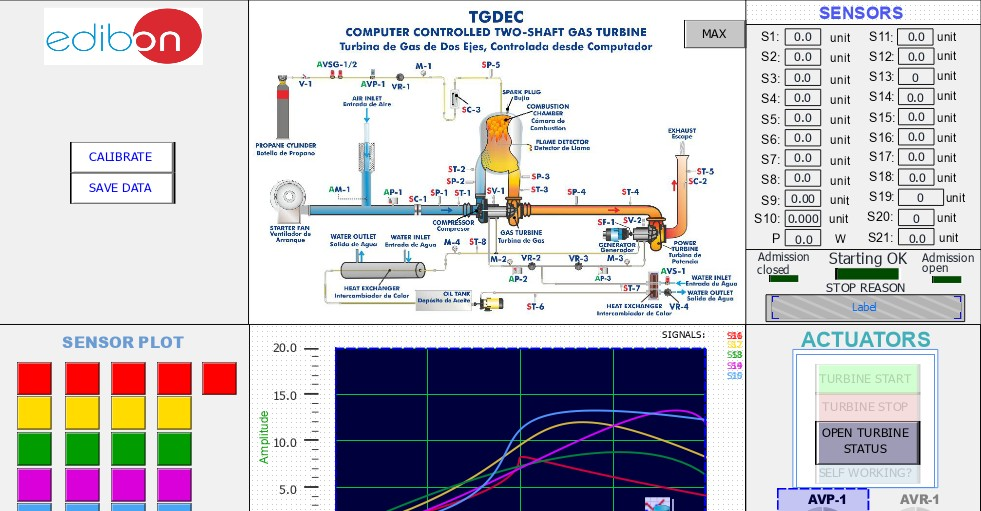 edibon
CALIBRATE
SAVE DATA
TGDEC
COMPUTER CONTROLLED TWO-SHAFT GAS TURBINE
Turbina de Gas de Dos Ejes, Controlada desde Computador
MAX
AVSG-1/2
V-1
AVP-1
VR-1
M-1
SP-5
SC-3
AIR INLET
Entrada de Aire
SPARK PLUG
Bujía
COMBUSTION
CHAMBER
Cámara de
Combustión
FLAME DETECTOR
Detector de Llama
EXHAUST
Escape
PROPANE CYLINDER
Botella de Propano
ST-2
SP-2
SP-3
ST-3
ST-5
SC-2
AM-1
AP-1
SC-1
SP-1
ST-1
SV-1
SP-4
ST-4
STARTER FAN
Ventilador de
Arranque
COMPRESSOR
Compresor
GAS TURBINE
Turbina de Gas
SF-1
SV-2
GENERATOR
Generador
POWER
TURBINE
Turbina de
Potencia
WATER OUTLET
Salida de Agua
WATER INLET
Entrada de Agua
M-4
ST-8
M-2
VR-2
VR-3
M-3
AP-2
AP-3
AVS-1
WATER INLET
Entrada de Agua
WATER OUTLET
Salida de Agua
HEAT EXCHANGER
Intercambiador de Calor
OIL TANK
Depósito de Aceite
ST-6
ST-7
HEAT EXCHANGER
Intercambiador de Calor
VR-4
SENSORS
S1: 0.0 unit S11: 0.0 unit
S2: 0.0 unit S12: 0.0 unit
S3: 0.0 unit S13: 0 unit
S4: 0.0 unit S14: 0.0 unit
S5: 0.0 unit S15: 0.0 unit
S6: 0.0 unit S16: 0.0 unit
S7: 0.0 unit S17: 0.0 unit
S8: 0.0 unit S18: 0.0 unit
S9: 0.00 unit S19: 0 unit
S10: 0.000 unit S20: 0 unit
P 0.0 W S21: 0.0 unit
Admission
closed
Starting OK
Admission
open
STOP REASON
Label
SENSOR PLOT
SIGNALS:
20.0
15.0
10.0
5.0
Amplitude
ACTUATORS
TURBINE START
TURBINE STOP
OPEN TURBINE
STATUS
SELF WORKING?
AVP-1
AVR-1